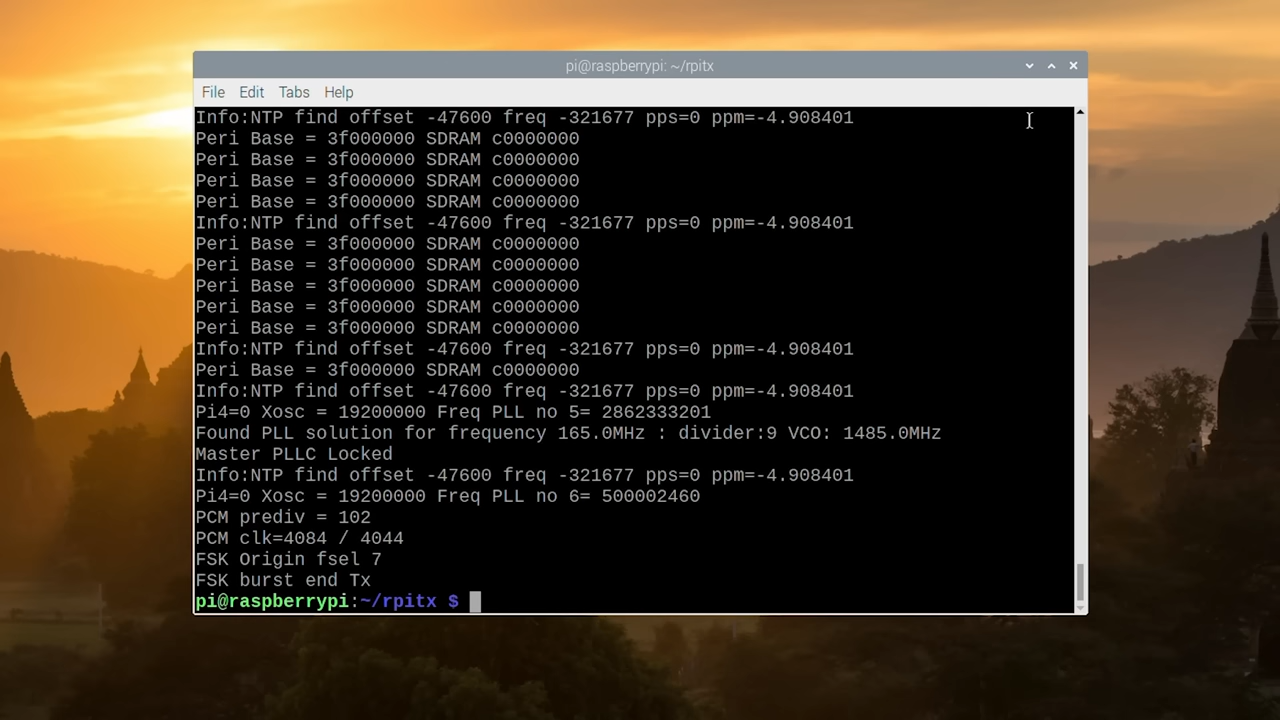 pi@raspberrypi: ~/rpitx
File Edit Tabs Help
Info:NTP find offset -47600 freq -321677 pps=0 ppm=-4.908401
Peri Base = 3f000000 SDRAM c0000000
Peri Base = 3f000000 SDRAM c0000000
Peri Base = 3f000000 SDRAM c0000000
Peri Base = 3f000000 SDRAM c0000000
Info:NTP find offset -47600 freq -321677 pps=0 ppm=-4.908401
Peri Base = 3f000000 SDRAM c0000000
Peri Base = 3f000000 SDRAM c0000000
Peri Base = 3f000000 SDRAM c0000000
Peri Base = 3f000000 SDRAM c0000000
Peri Base = 3f000000 SDRAM c0000000
Info:NTP find offset -47600 freq -321677 pps=0 ppm=-4.908401
Peri Base = 3f000000 SDRAM c0000000
Info:NTP find offset -47600 freq -321677 pps=0 ppm=-4.908401
Pi4=0 Xosc = 19200000 Freq PLL no 5= 2862333201
Found PLL solution for frequency 165.0MHz : divider:9 VCO: 1485.0MHz
Master PLLC Locked
Info:NTP find offset -47600 freq -321677 pps=0 ppm=-4.908401
Pi4=0 Xosc = 19200000 Freq PLL no 6= 500002460
PCM prediv = 102
PCM clk=4084 / 4044
FSK Origin fsel 7
FSK burst end Tx
pi@raspberrypi:~/rpitx $